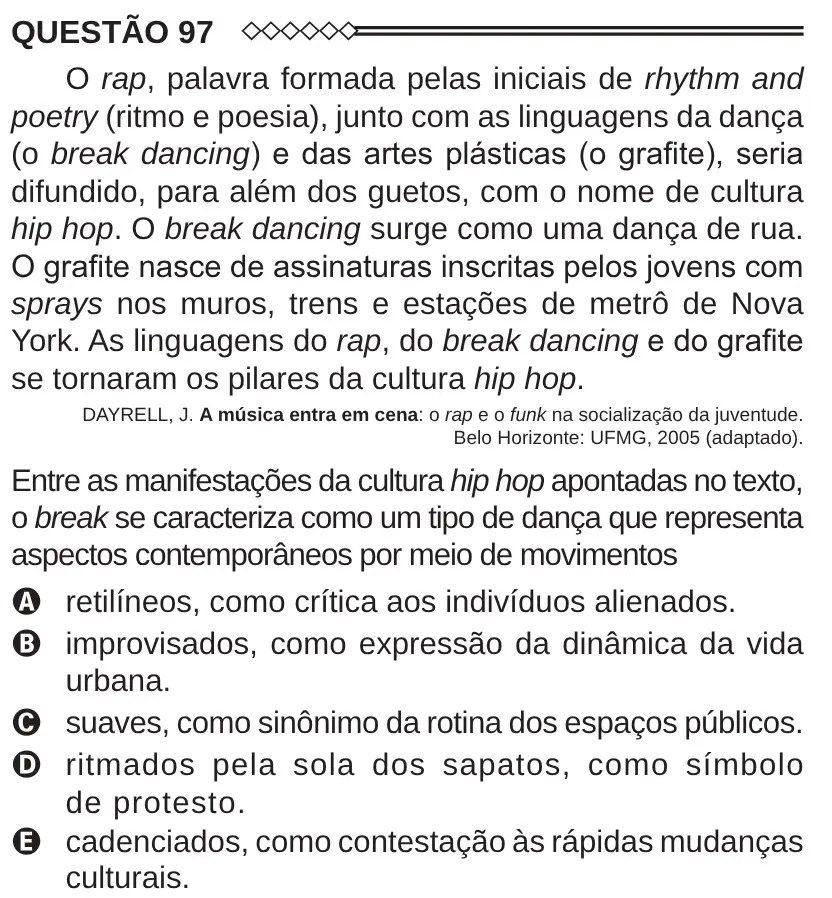 QUESTÃO 97
O rap, palavra formada pelas iniciais de rhythm and
poetry (ritmo e poesia), junto com as linguagens da dança
(o break dancing) e das artes plásticas (o grafite), seria
difundido, para além dos guetos, com o nome de cultura
hip hop. O break dancing surge como uma dança de rua.
O grafite nasce de assinaturas inscritas pelos jovens com
sprays nos muros, trens e estações de metrô de Nova
York. As linguagens do rap, do break dancing e do grafite
se tornaram os pilares da cultura hip hop.
DAYRELL, J. A música entra em cena: o rap e o funk na socialização da juventude.
Belo Horizonte: UFMG, 2005 (adaptado).
Entre as manifestações da cultura hip hop apontadas no texto,
o break se caracteriza como um tipo de dança que representa
aspectos contemporâneos por meio de movimentos
A retilíneos, como crítica aos indivíduos alienados.
B improvisados, como expressão da dinâmica da vida
urbana.
C suaves, como sinônimo da rotina dos espaços públicos.
D ritmados pela sola dos sapatos, como símbolo
de protesto.
E cadenciados, como contestação às rápidas mudanças
culturais.